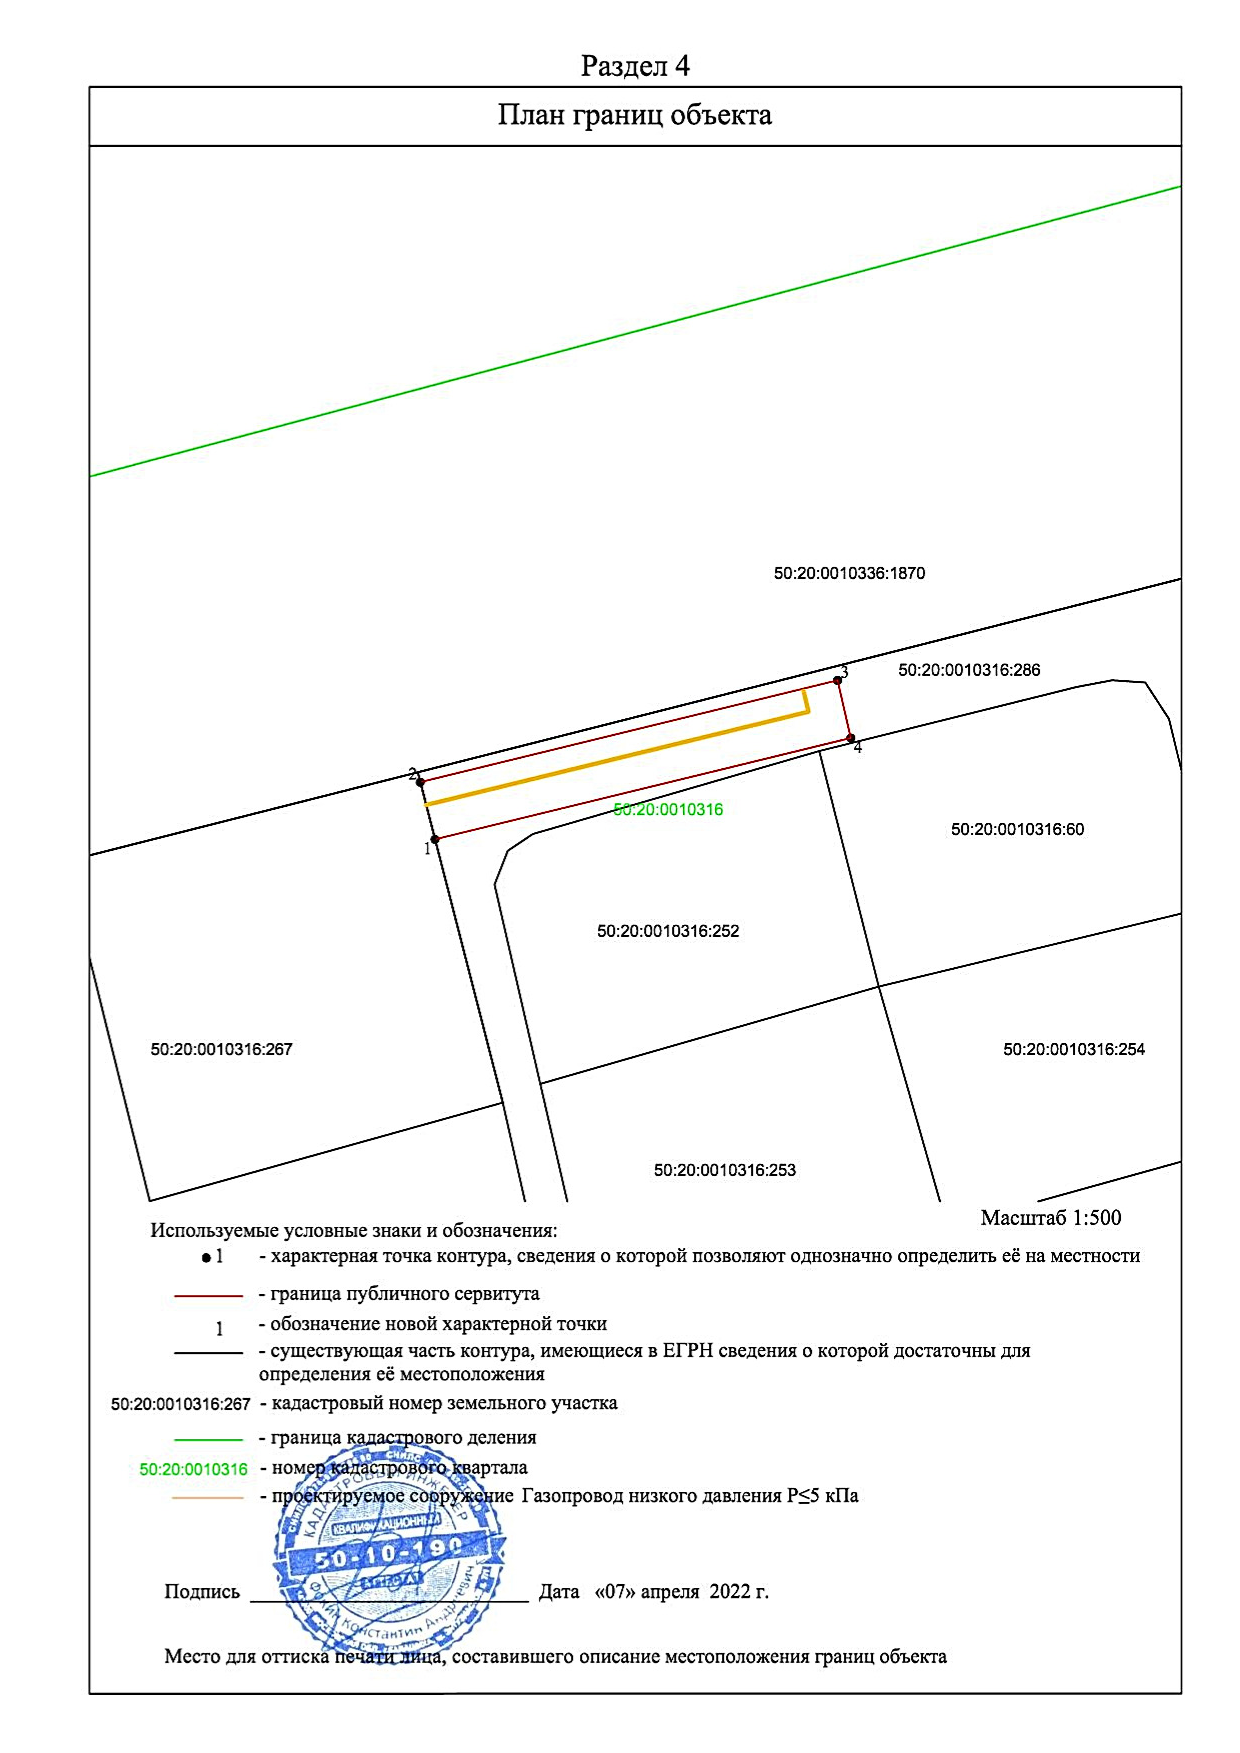 Раздел 4
План границ объекта
50:20:0010336:1870
50:20:0010316:286
3
2
4
50:20:0010316
1
50:20:0010316:60
50:20:0010316:252
50:20:0010316:267
50:20:0010316:254
50:20:0010316:253
Масштаб 1:500
Используемые условные знаки и обозначения:
1 - характерная точка контура, сведения о которой позволяют однозначно определить её на местности
- граница публичного сервитута
1 - обозначение новой характерной точки
- существующая часть контура, имеющиеся в ЕГРН сведения о которой достаточны для
определения её местоположения
50:20:0010316:267 - кадастровый номер земельного участка
- граница кадастрового деления
50:20:0010316 - номер кадастрового квартала
- проектируемое сооружение Газопровод низкого давления P≤5 кПа
КАДАСТРОВЫЙ ИНЖЕНЕР
КВАЛИФИКАЦИОННЫЙ
50-10-190
АТТЕСТАТ
Константин Андреевич
Подпись Дата «07» апреля 2022 г.
Место для оттиска печати лица, составившего описание местоположения границ объекта